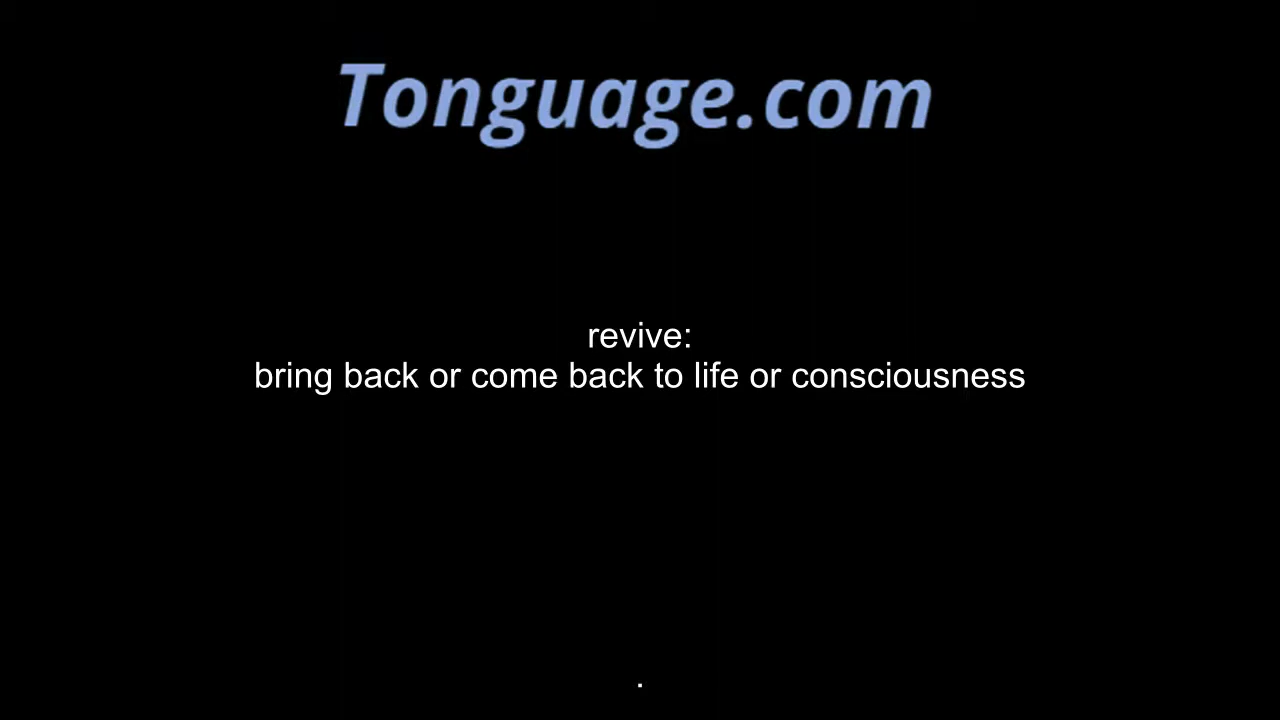 Tonguage.com
revive:
bring back or come back to life or consciousness
.